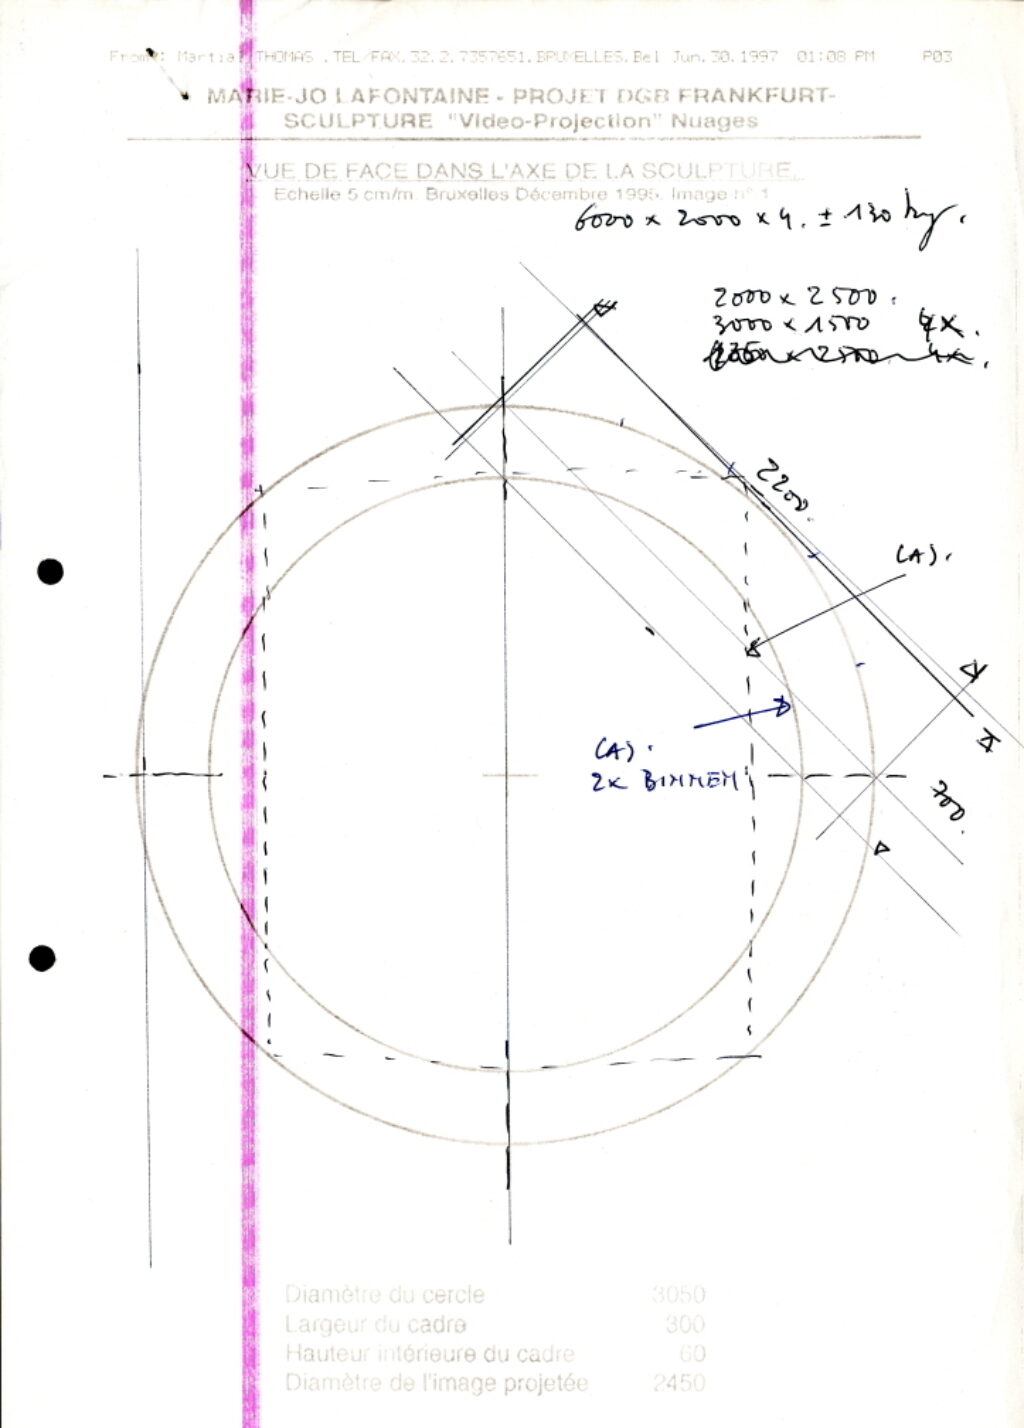 From: Martial THOMAS . TEL/FAX.32.2.7357651.BRUXELLES.Bel Jun.30.1997 01:08 PM P03
MARIE-JO LAFONTAINE - PROJET DGB FRANKFURT-
SCULPTURE "Video-Projection" Nuages
VUE DE FACE DANS L'AXE DE LA SCULPTURE.
Echelle 5 cm/m. Bruxelles Décembre 1995. Image n° 1
6000 x 2000 x 4. ± 130 kg.
2000 x 2500.
3000 x 1500 4x.
2200.
(A).
(A).
2x BINNEN
700.
Diamètre du cercle 3050
Largeur du cadre 300
Hauteur intérieure du cadre 60
Diamètre de l'image projetée 2450